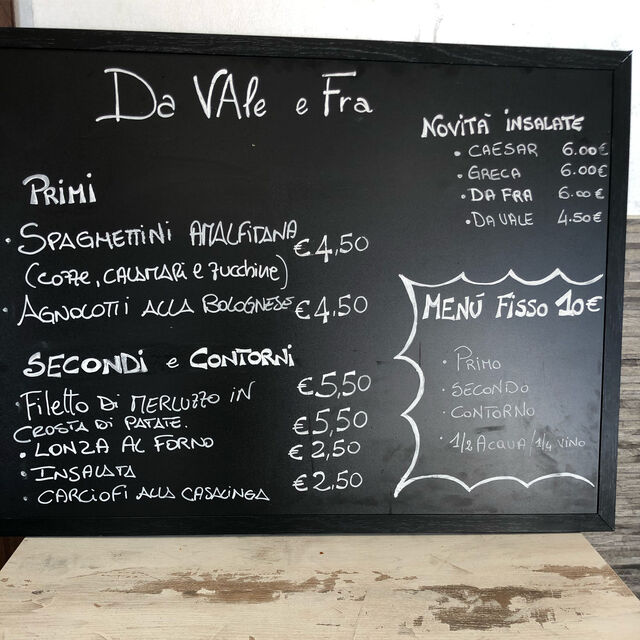 Da VAle e Fra
PRIMI
• SPAGHETTINI AMALFITANA €4,50
(COZZE, CALAMARI e ZUCCHINE)
• AGNOLOTTI ALLA BOLOGNESE €4,50
SECONDI e CONTORNI
• Filetto Di MERLUZZO IN €5,50
CROSTA DI PATATE.
• LONZA AL FORNO €5,50
• INSALATA €2,50
• CARCIOFI ALLA CASALINGA €2,50
NOVITÀ INSALATE
• CAESAR 6.00€
• GRECA 6.00€
• DA FRA 6.00€
• DA VALE 4.50€
MENÚ Fisso 10€
• PRIMO
• SECONDO
• CONTORNO
• 1/2 ACQUA / 1/4 VINO